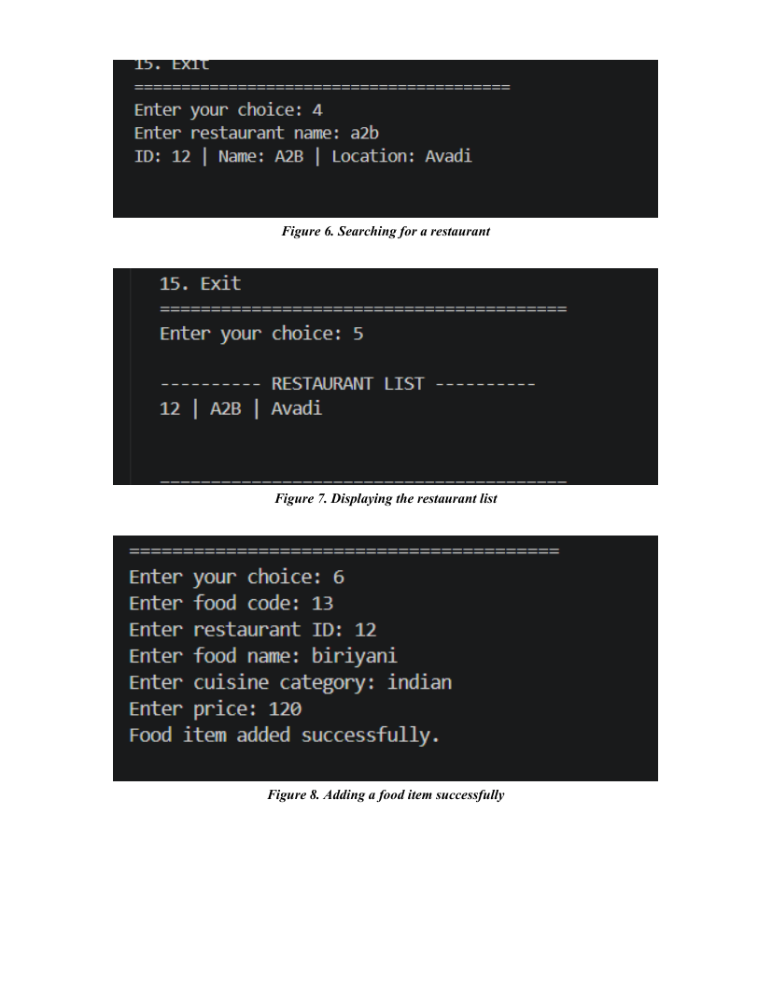 15. Exit
========================================
Enter your choice: 4
Enter restaurant name: a2b
ID: 12 | Name: A2B | Location: Avadi
Figure 6. Searching for a restaurant
15. Exit
========================================
Enter your choice: 5
---------- RESTAURANT LIST ----------
12 | A2B | Avadi
========================================
Figure 7. Displaying the restaurant list
========================================
Enter your choice: 6
Enter food code: 13
Enter restaurant ID: 12
Enter food name: biriyani
Enter cuisine category: indian
Enter price: 120
Food item added successfully.
Figure 8. Adding a food item successfully